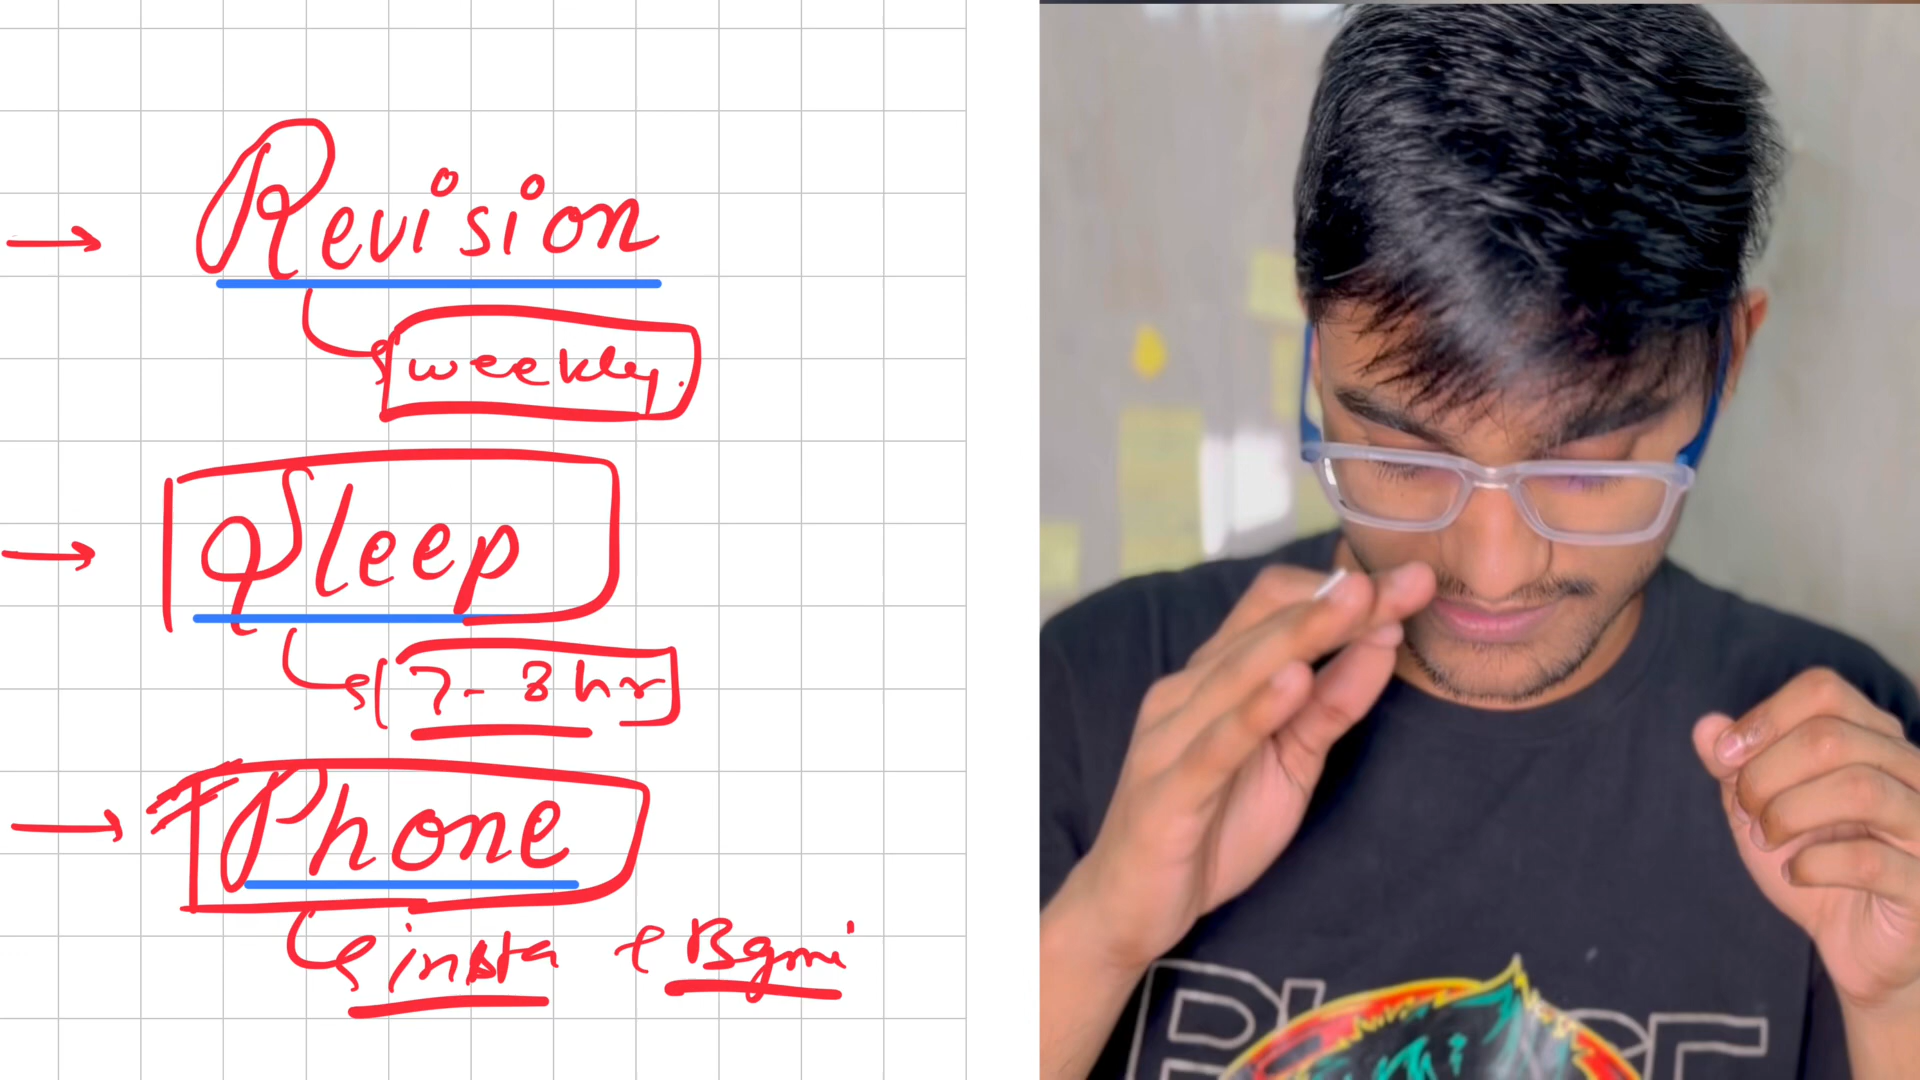 → Revision
weekly.
→ Sleep
7-8 hr
→ Phone
insta + Bgmi